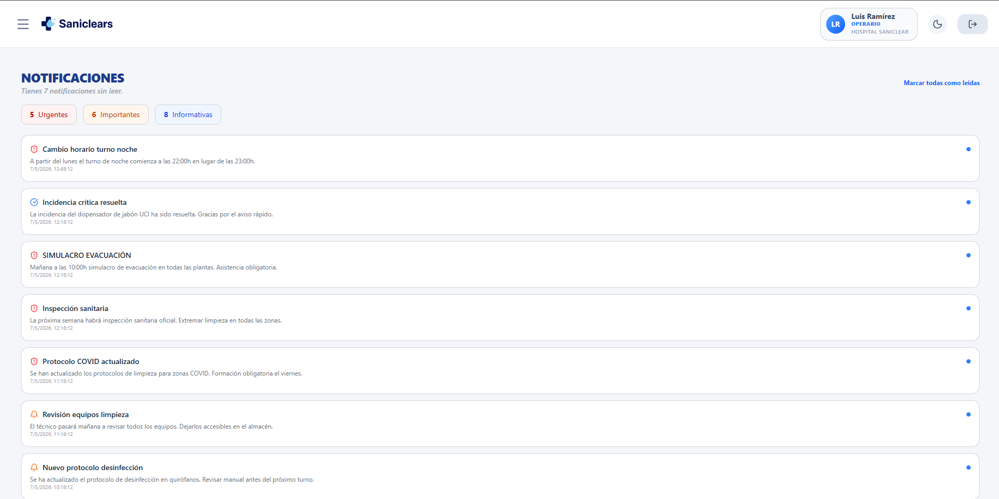 Saniclears
LR
Luis Ramírez
OPERARIO
HOSPITAL SANICLEAR
NOTIFICACIONES
Tienes 7 notificaciones sin leer.
Marcar todas como leídas
5 Urgentes
6 Importantes
8 Informativas
Cambio horario turno noche
A partir del lunes el turno de noche comienza a las 22:00h en lugar de las 23:00h.
7/5/2026, 12:48:12
Incidencia crítica resuelta
La incidencia del dispensador de jabón UCI ha sido resuelta. Gracias por el aviso rápido.
7/5/2026, 12:18:12
SIMULACRO EVACUACIÓN
Mañana a las 10:00h simulacro de evacuación en todas las plantas. Asistencia obligatoria.
7/5/2026, 12:18:12
Inspección sanitaria
La próxima semana habrá inspección sanitaria oficial. Extremar limpieza en todas las zonas.
7/5/2026, 12:18:12
Protocolo COVID actualizado
Se han actualizado los protocolos de limpieza para zonas COVID. Formación obligatoria el viernes.
7/5/2026, 11:18:12
Revisión equipos limpieza
El técnico pasará mañana a revisar todos los equipos. Dejarlos accesibles en el almacén.
7/5/2026, 11:18:12
Nuevo protocolo desinfección
Se ha actualizado el protocolo de desinfección en quirófanos. Revisar manual antes del próximo turno.
7/5/2026, 10:18:12